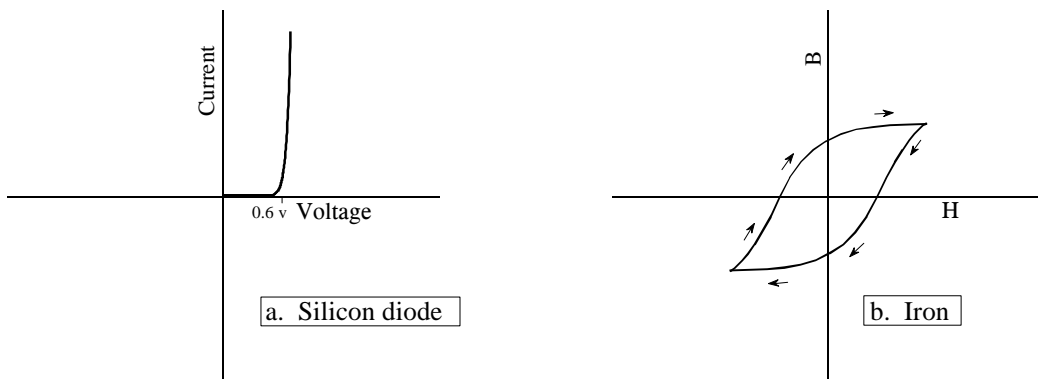 Current
0.6 v
Voltage
a. Silicon diode
B
H
b. Iron